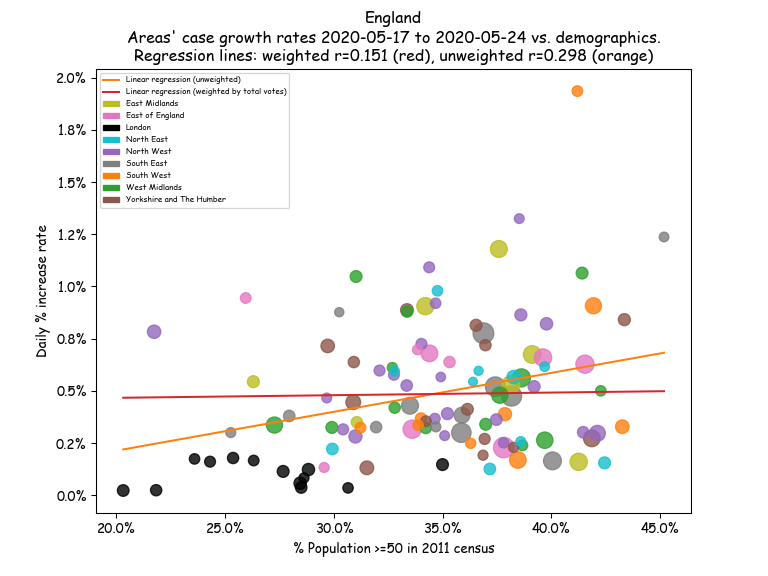 England
Areas' case growth rates 2020-05-17 to 2020-05-24 vs. demographics.
Regression lines: weighted r=0.151 (red), unweighted r=0.298 (orange)
Linear regression (unweighted)
Linear regression (weighted by total votes)
East Midlands
East of England
London
North East
North West
South East
South West
West Midlands
Yorkshire and The Humber
Daily % increase rate
2.0%
1.8%
1.5%
1.2%
1.0%
0.8%
0.5%
0.2%
0.0%
20.0% 25.0% 30.0% 35.0% 40.0% 45.0%
% Population >=50 in 2011 census